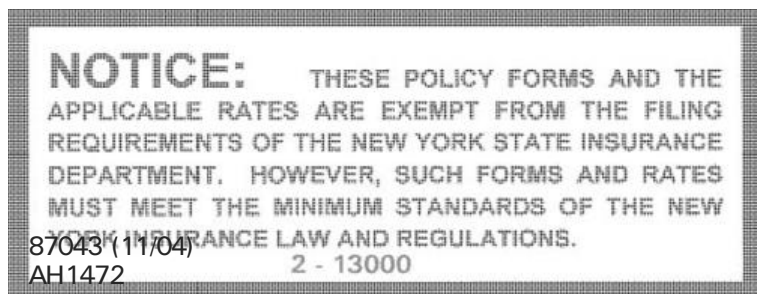 NOTICE: THESE POLICY FORMS AND THE
APPLICABLE RATES ARE EXEMPT FROM THE FILING
REQUIREMENTS OF THE NEW YORK STATE INSURANCE
DEPARTMENT. HOWEVER, SUCH FORMS AND RATES
MUST MEET THE MINIMUM STANDARDS OF THE NEW
YORK INSURANCE LAW AND REGULATIONS.
87043 (11/04)
2 - 13000
AH1472